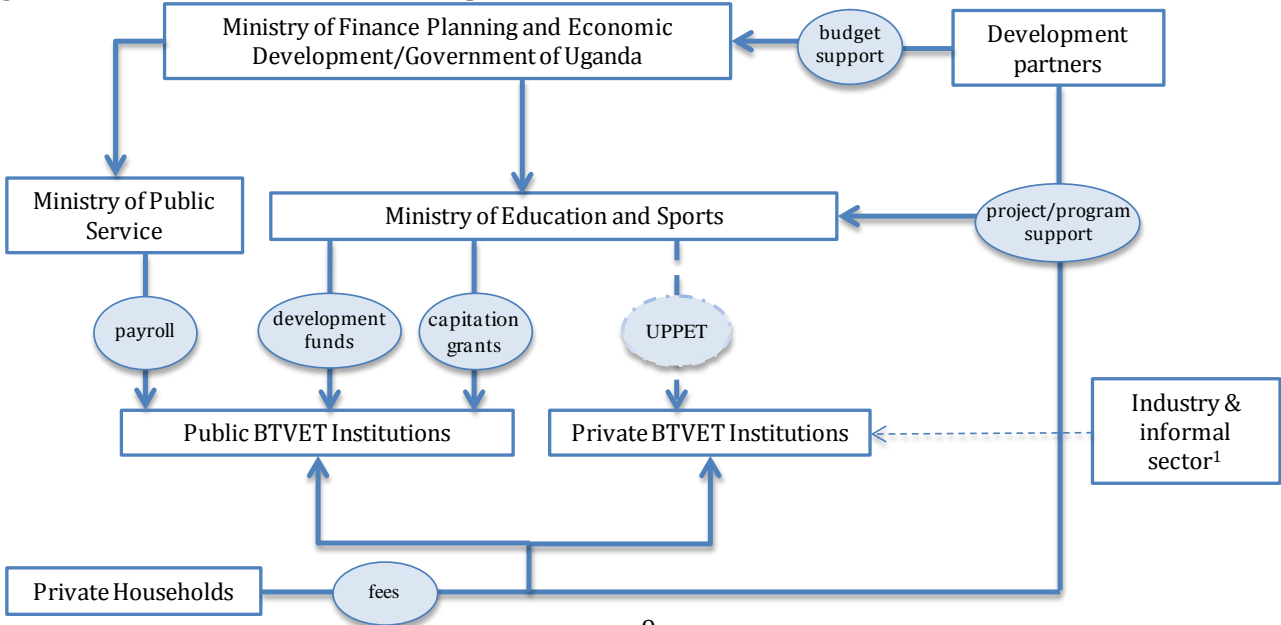 Ministry of Finance Planning and Economic
Development/Government of Uganda
budget
support
Development
partners
Ministry of Public
Service
Ministry of Education and Sports
project/program
support
payroll
development
funds
capitation
grants
UPPET
Public BTVET Institutions
Private BTVET Institutions
Industry &
informal
sector¹
Private Households
fees